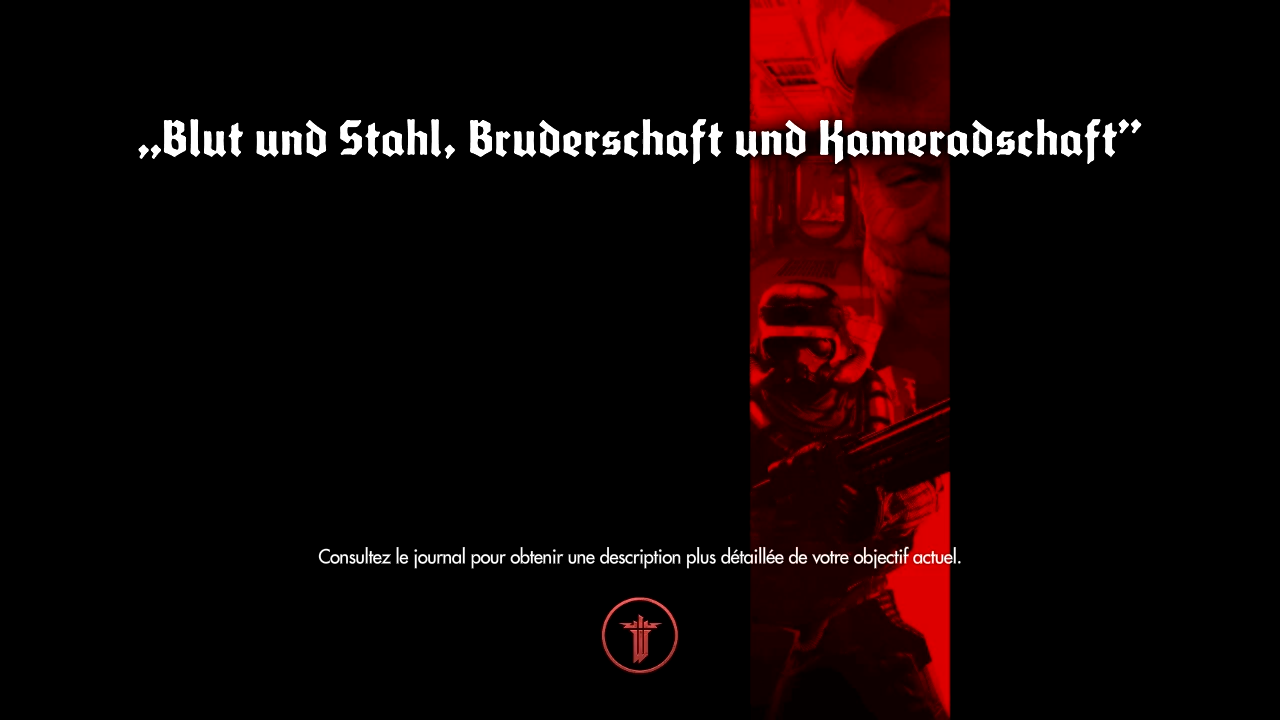 „Blut und Stahl, Bruderschaft und Kameradschaft”
Consultez le journal pour obtenir une description plus détaillée de votre objectif actuel.